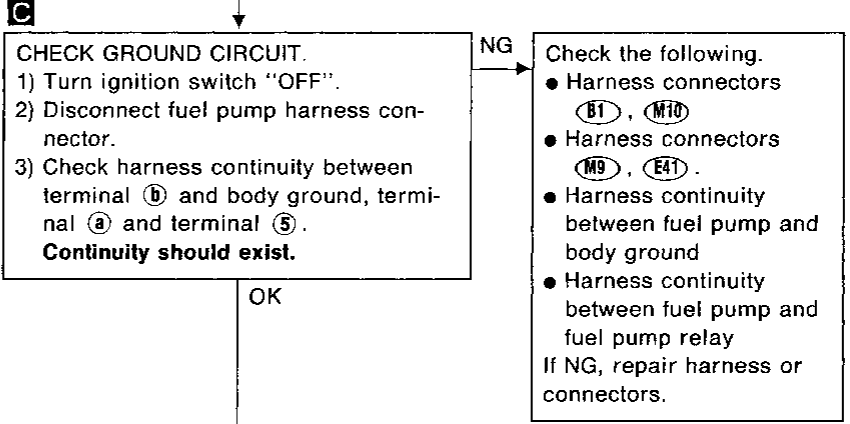 C
CHECK GROUND CIRCUIT.
1) Turn ignition switch "OFF".
2) Disconnect fuel pump harness con-
nector.
3) Check harness continuity between
terminal ⓑ and body ground, termi-
nal ⓐ and terminal ⑤.
Continuity should exist.
OK
NG
Check the following.
● Harness connectors
B1, M10
● Harness connectors
M9, E41.
● Harness continuity
between fuel pump and
body ground
● Harness continuity
between fuel pump and
fuel pump relay
If NG, repair harness or
connectors.